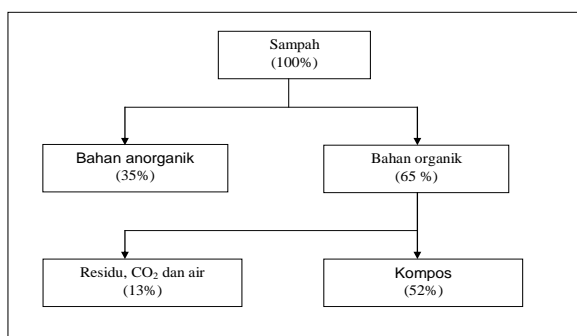 Sampah
(100%)
Bahan anorganik
(35%)
Bahan organik
(65 %)
Residu, CO₂ dan air
(13%)
Kompos
(52%)